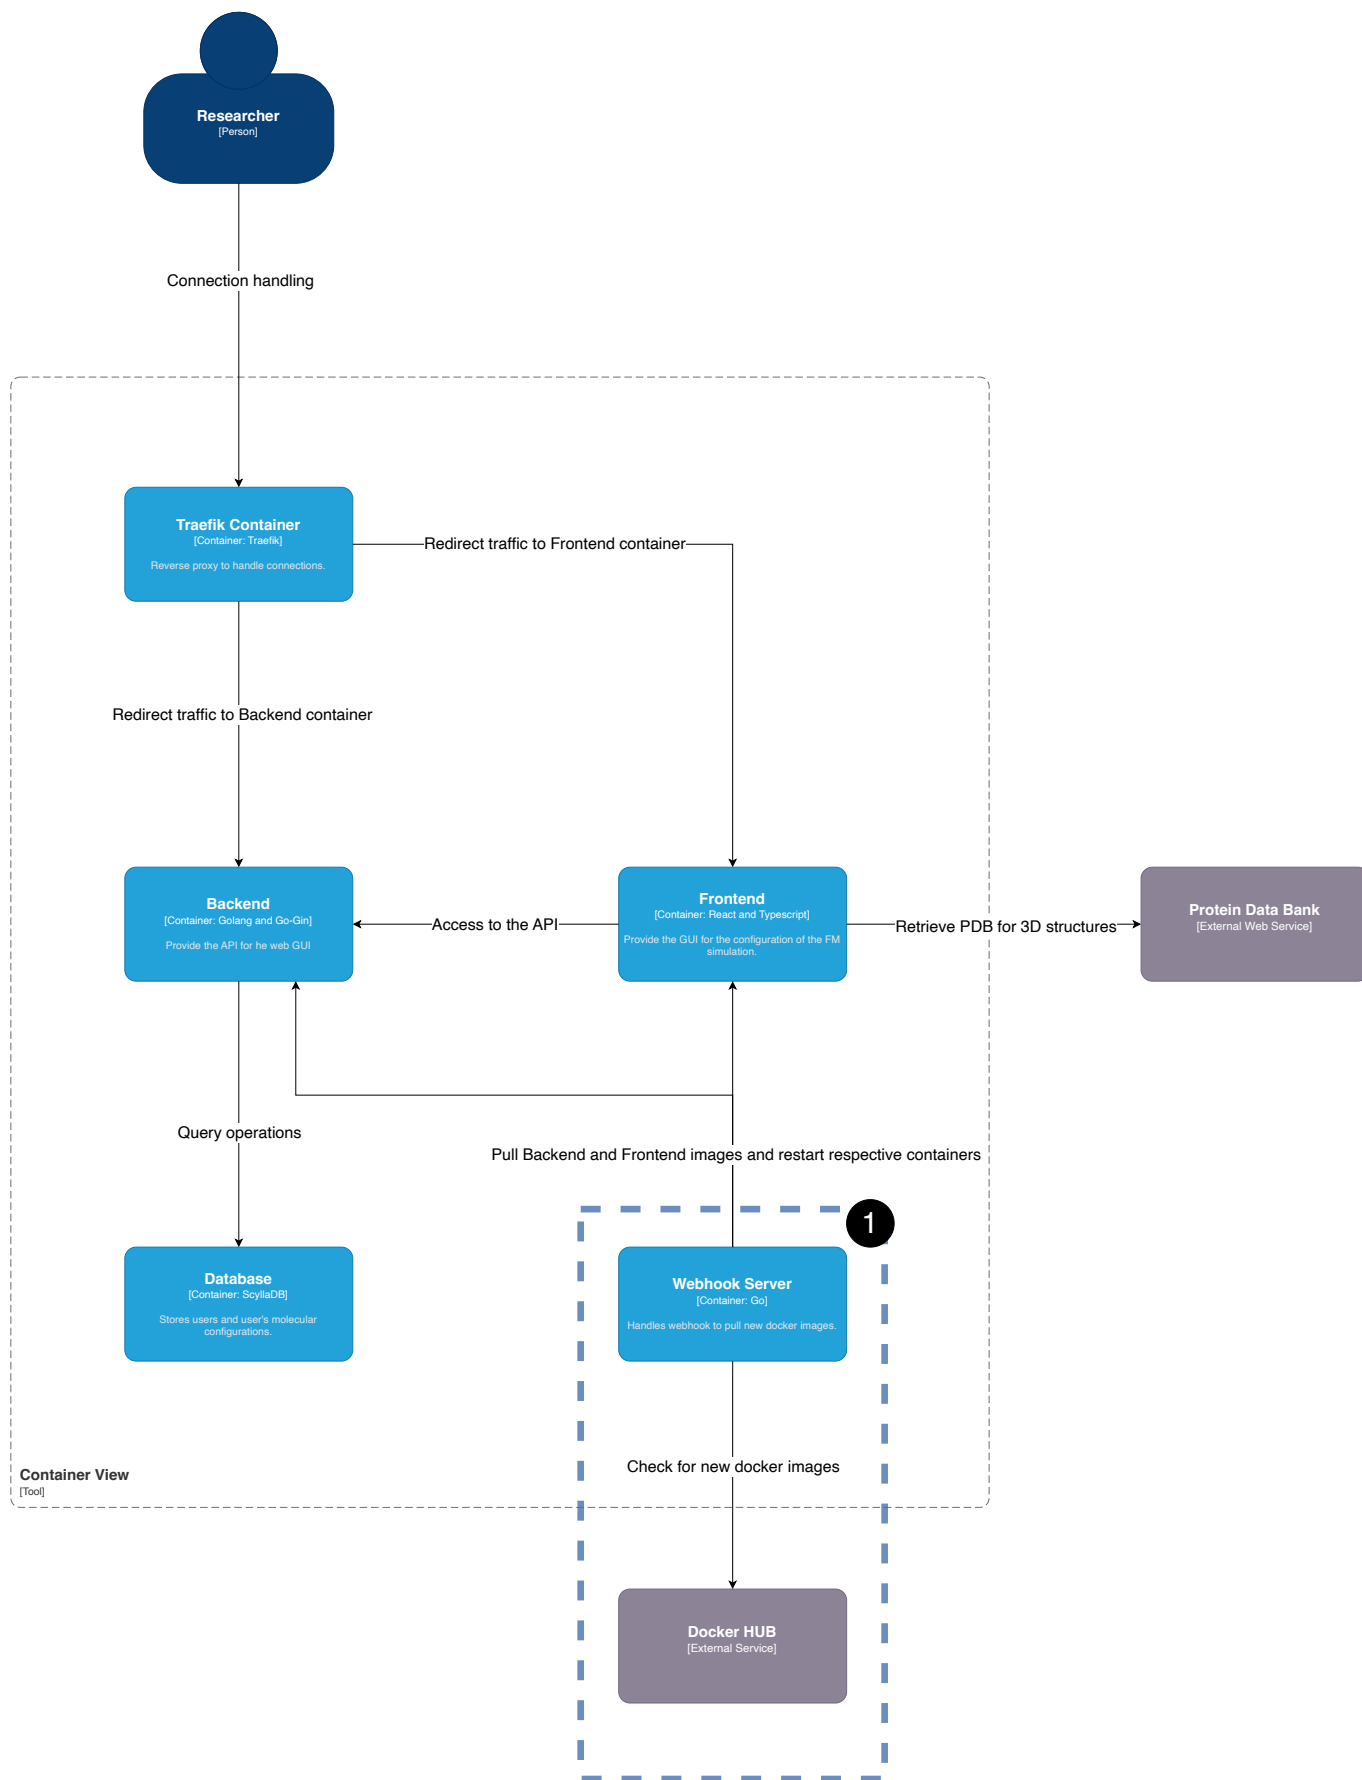 Researcher
[Person]
Connection handling
Traefik Container
[Container: Traefik]
Reverse proxy to handle connections.
Redirect traffic to Frontend container
Redirect traffic to Backend container
Backend
[Container: Golang and Go-Gin]
Provide the API for he web GUI
Access to the API
Frontend
[Container: React and Typescript]
Provide the GUI for the configuration of the FM
simulation.
Retrieve PDB for 3D structures
Protein Data Bank
[External Web Service]
Query operations
Pull Backend and Frontend images and restart respective containers
1
Database
[Container: ScyllaDB]
Stores users and user's molecular
configurations.
Webhook Server
[Container: Go]
Handles webhook to pull new docker images.
Check for new docker images
Container View
[Tool]
Docker HUB
[External Service]